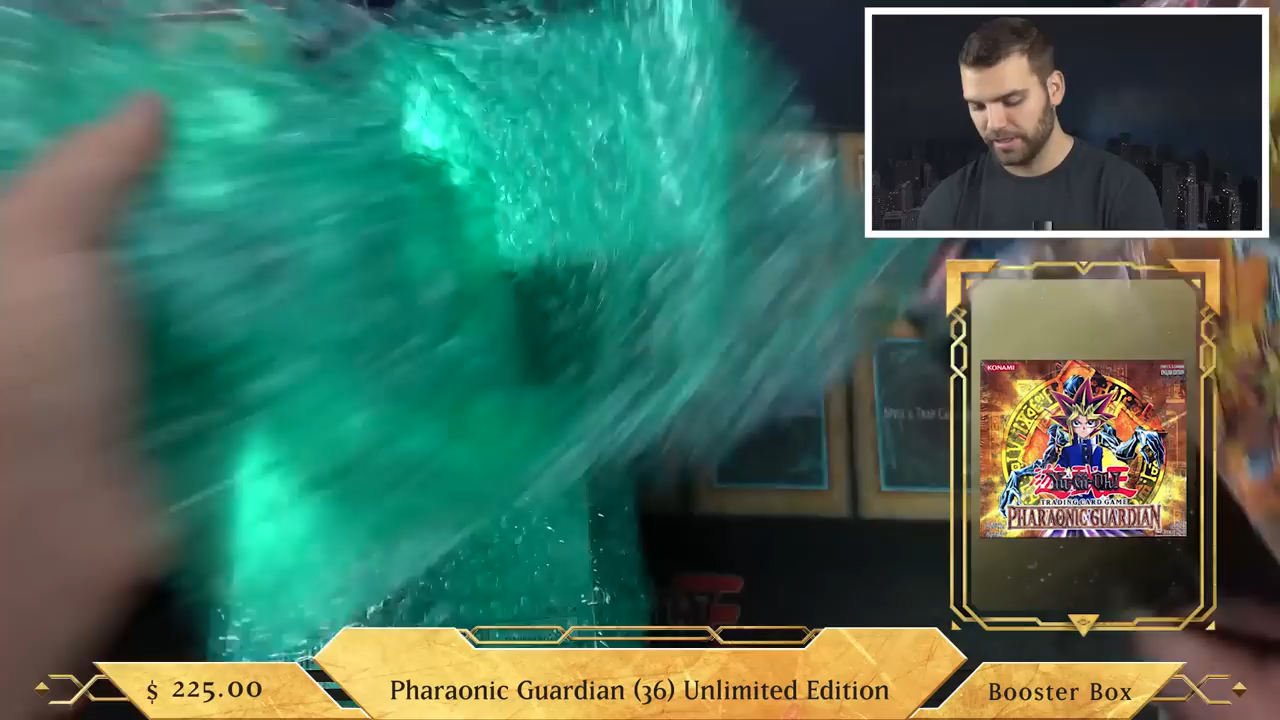 KONAMI
Yu-Gi-Oh!
TRADING CARD GAME
PHARAONIC GUARDIAN
$ 225.00
Pharaonic Guardian (36) Unlimited Edition
Booster Box